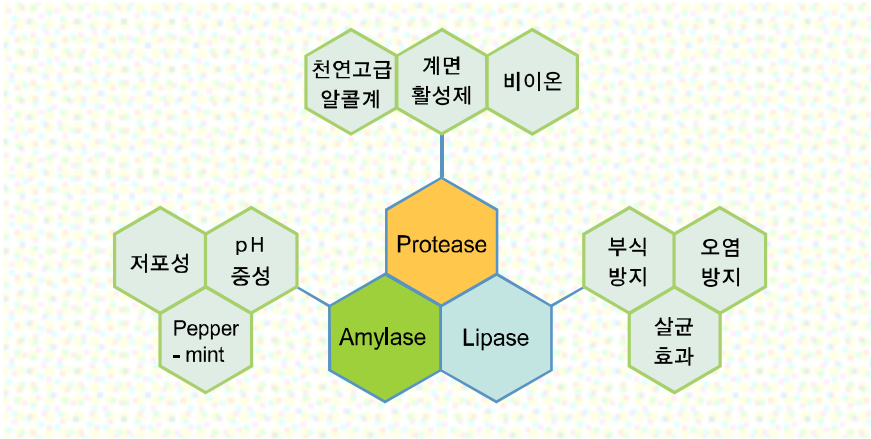 천연고급
알콜계
계면
활성제
비이온
Protease
저포성
pH
중성
Pepper
- mint
Amylase
Lipase
부식
방지
오염
방지
살균
효과